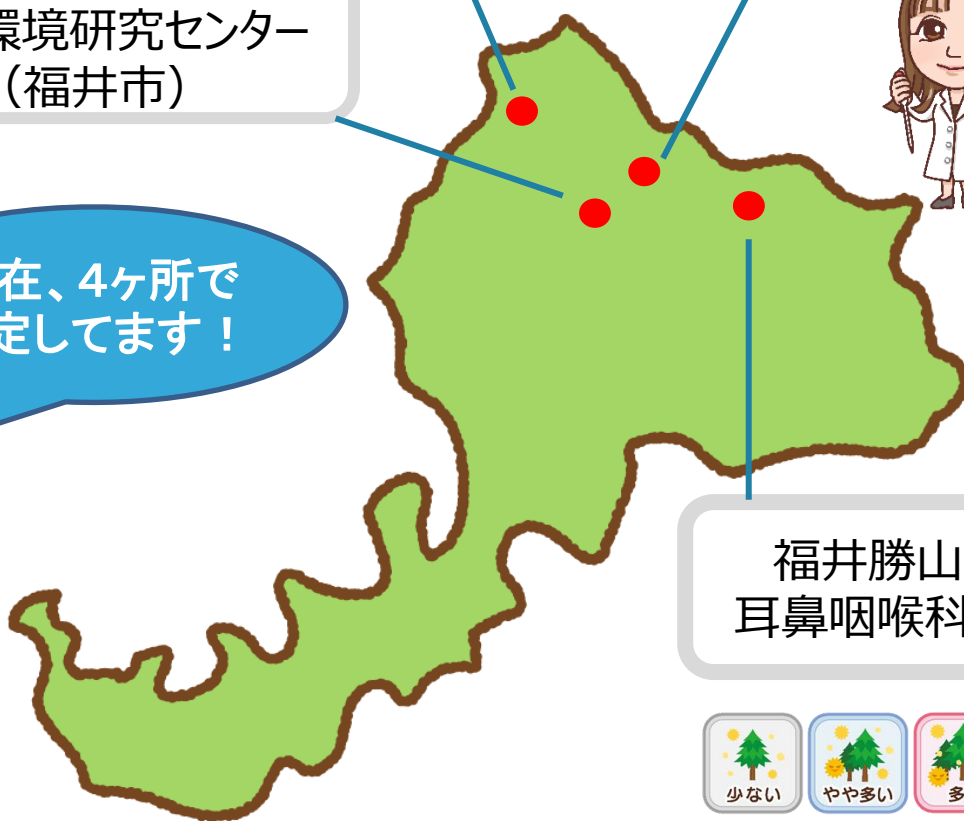 環境研究センター
（福井市）
在、4ヶ所で
定してます！
福井勝山
耳鼻咽喉科
少ない
やや多い
多